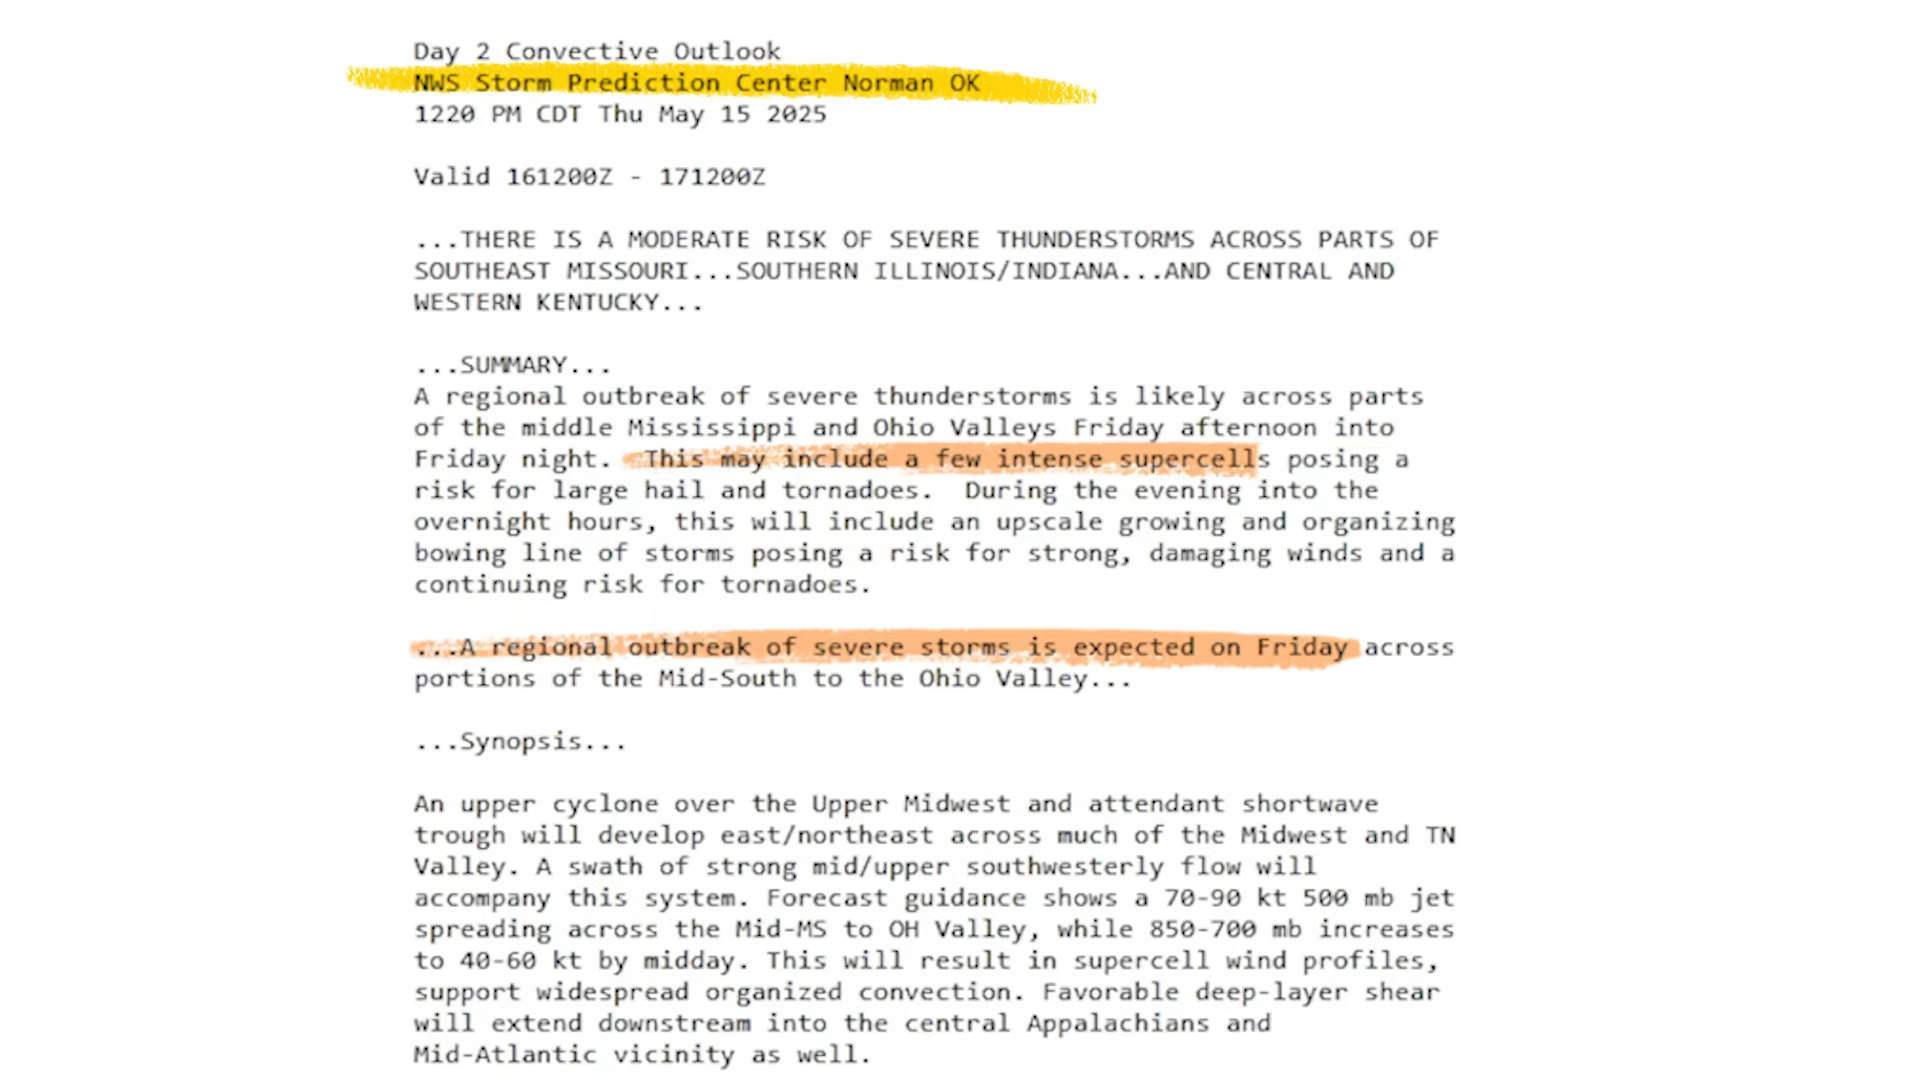 Day 2 Convective Outlook
NWS Storm Prediction Center Norman OK
1220 PM CDT Thu May 15 2025
Valid 161200Z - 171200Z
...THERE IS A MODERATE RISK OF SEVERE THUNDERSTORMS ACROSS PARTS OF
SOUTHEAST MISSOURI...SOUTHERN ILLINOIS/INDIANA...AND CENTRAL AND
WESTERN KENTUCKY...
...SUMMARY...
A regional outbreak of severe thunderstorms is likely across parts
of the middle Mississippi and Ohio Valleys Friday afternoon into
Friday night.  This may include a few intense supercells posing a
risk for large hail and tornadoes.  During the evening into the
overnight hours, this will include an upscale growing and organizing
bowing line of storms posing a risk for strong, damaging winds and a
continuing risk for tornadoes.
...A regional outbreak of severe storms is expected on Friday across
portions of the Mid-South to the Ohio Valley...
...Synopsis...
An upper cyclone over the Upper Midwest and attendant shortwave
trough will develop east/northeast across much of the Midwest and TN
Valley. A swath of strong mid/upper southwesterly flow will
accompany this system. Forecast guidance shows a 70-90 kt 500 mb jet
spreading across the Mid-MS to OH Valley, while 850-700 mb increases
to 40-60 kt by midday. This will result in supercell wind profiles,
support widespread organized convection. Favorable deep-layer shear
will extend downstream into the central Appalachians and
Mid-Atlantic vicinity as well.